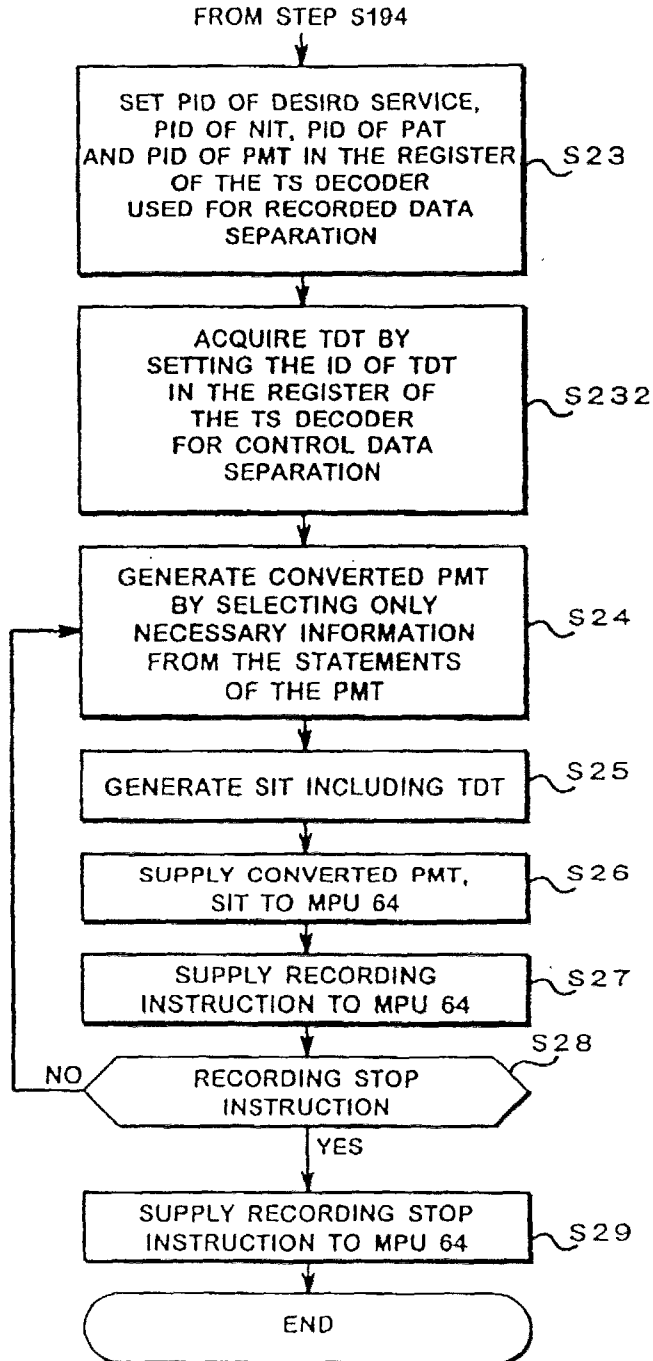 FROM STEP S194
SET PID OF DESIRD SERVICE,
PID OF NIT, PID OF PAT
AND PID OF PMT IN THE REGISTER
OF THE TS DECODER
USED FOR RECORDED DATA
SEPARATION
S23
ACQUIRE TDT BY
SETTING THE ID OF TDT
IN THE REGISTER OF
THE TS DECODER
FOR CONTROL DATA
SEPARATION
S232
GENERATE CONVERTED PMT
BY SELECTING ONLY
NECESSARY INFORMATION
FROM THE STATEMENTS
OF THE PMT
S24
GENERATE SIT INCLUDING TDT
S25
SUPPLY CONVERTED PMT,
SIT TO MPU 64
S26
SUPPLY RECORDING
INSTRUCTION TO MPU 64
S27
RECORDING STOP
INSTRUCTION
S28
NO
YES
SUPPLY RECORDING STOP
INSTRUCTION TO MPU 64
S29
END